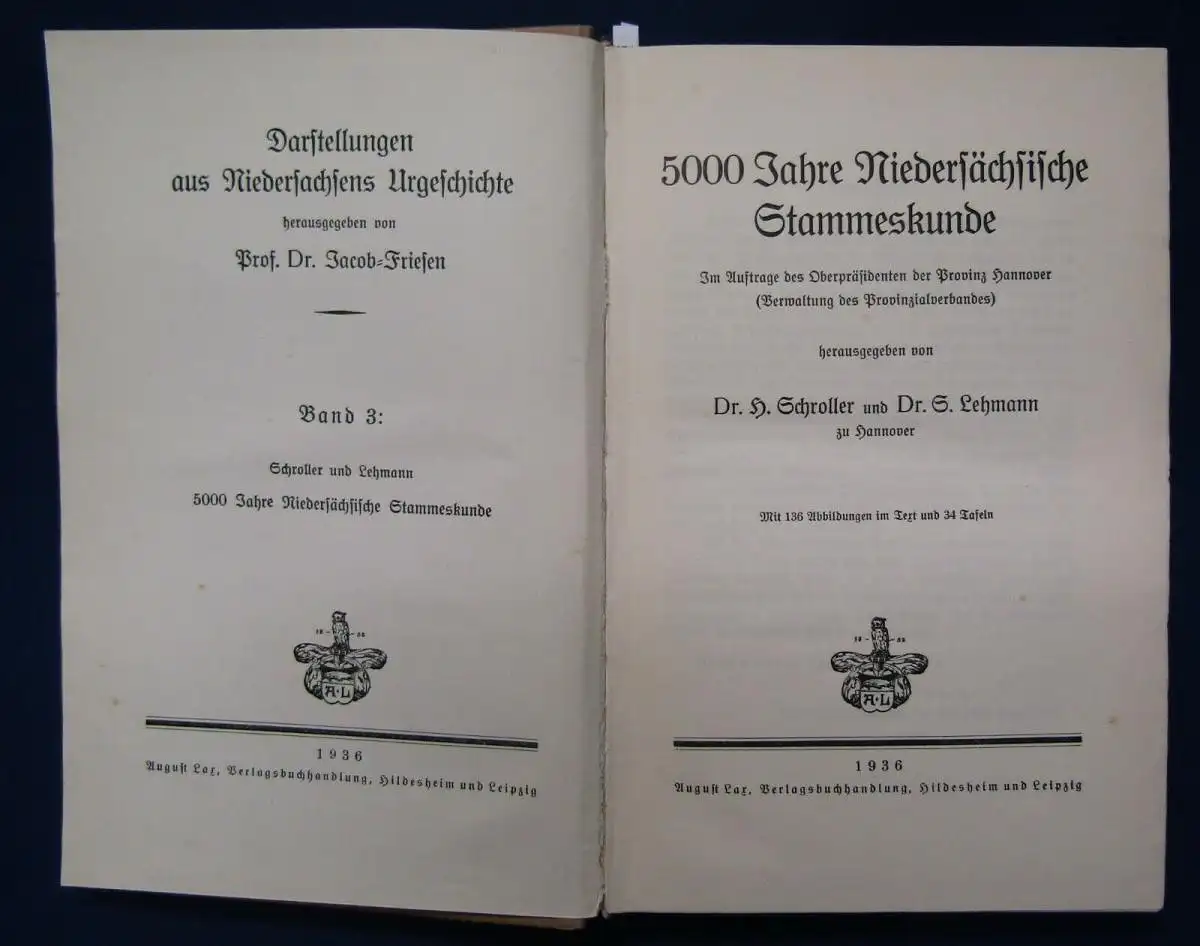 Darstellungen
aus Niedersachsens Urgeschichte
herausgegeben von
Prof. Dr. Jacob=Friesen
Band 3:
Schroller und Lehmann
5000 Jahre Niedersächsische Stammeskunde
A·L
1936
August Lax, Verlagsbuchhandlung, Hildesheim und Leipzig
5000 Jahre Niedersächsische
Stammeskunde
Im Auftrage des Oberpräsidenten der Provinz Hannover
(Verwaltung des Provinzialverbandes)
herausgegeben von
Dr. H. Schroller und Dr. S. Lehmann
zu Hannover
Mit 136 Abbildungen im Text und 34 Tafeln
A·L
1936
August Lax, Verlagsbuchhandlung, Hildesheim und Leipzig